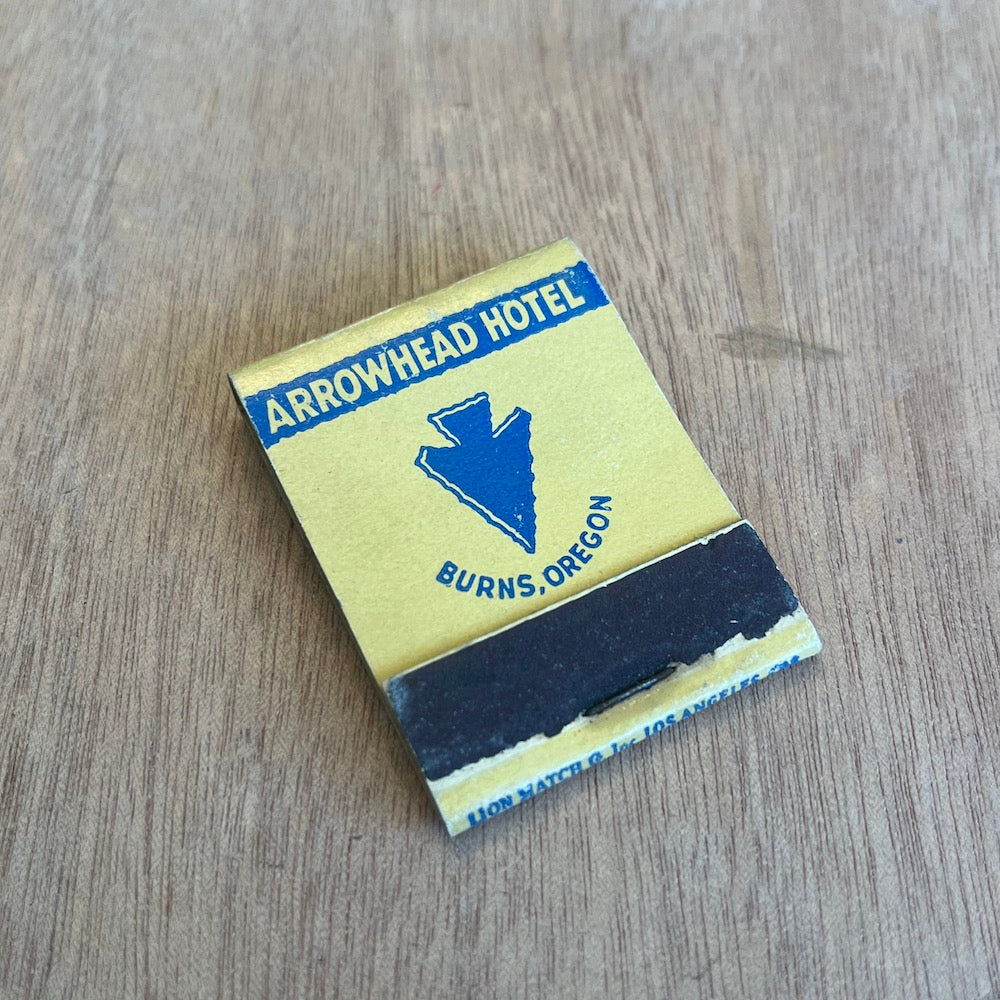 ARROWHEAD HOTEL
BURNS, OREGON
LION MATCH Co Inc LOS ANGELES